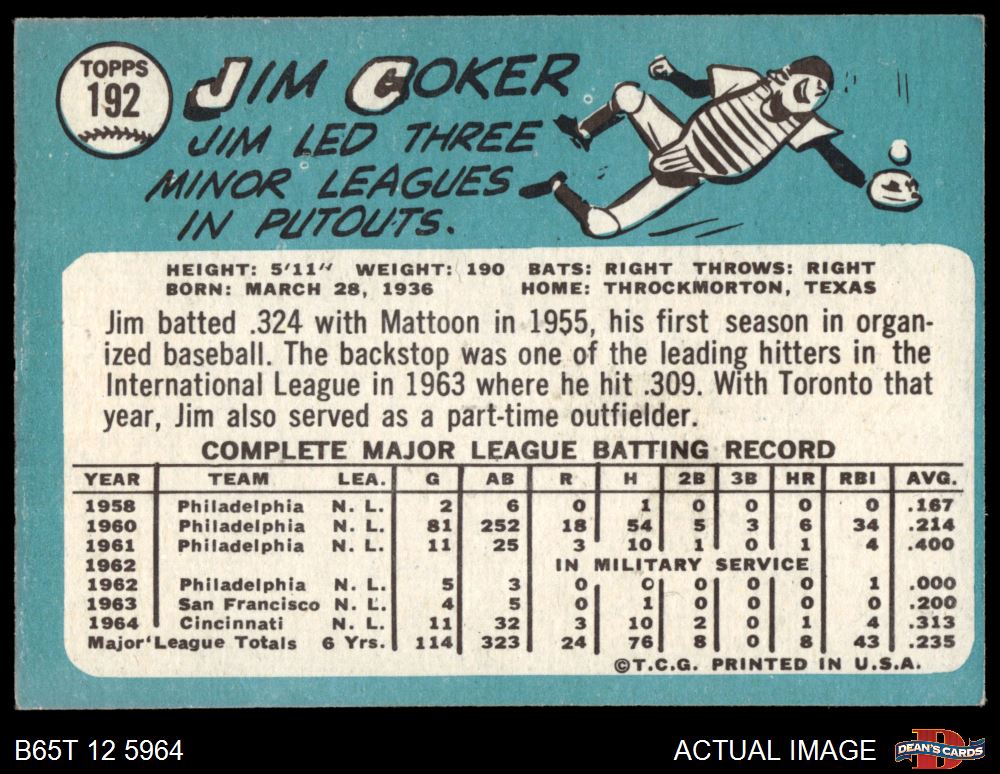 TOPPS
192
JIM COKER
JIM LED THREE
MINOR LEAGUES
IN PUTOUTS.
HEIGHT: 5'11" WEIGHT: 190 BATS: RIGHT THROWS: RIGHT
BORN: MARCH 28, 1936 HOME: THROCKMORTON, TEXAS
Jim batted .324 with Mattoon in 1955, his first season in organ-
ized baseball. The backstop was one of the leading hitters in the
International League in 1963 where he hit .309. With Toronto that
year, Jim also served as a part-time outfielder.
COMPLETE MAJOR LEAGUE BATTING RECORD
YEAR TEAM LEA. G AB R H 2B 3B HR RBI AVG.
1958 Philadelphia N. L. 2 6 0 1 0 0 0 0 .167
1960 Philadelphia N. L. 81 252 18 54 5 3 6 34 .214
1961 Philadelphia N. L. 11 25 3 10 1 0 1 4 .400
1962 IN MILITARY SERVICE
1962 Philadelphia N. L. 5 3 0 0 0 0 0 1 .000
1963 San Francisco N. L. 4 5 0 1 0 0 0 0 .200
1964 Cincinnati N. L. 11 32 3 10 2 0 1 4 .313
Major League Totals 6 Yrs. 114 323 24 76 8 0 8 43 .235
©T.C.G. PRINTED IN U.S.A.
B65T 12 5964 ACTUAL IMAGE DEAN'S CARDS